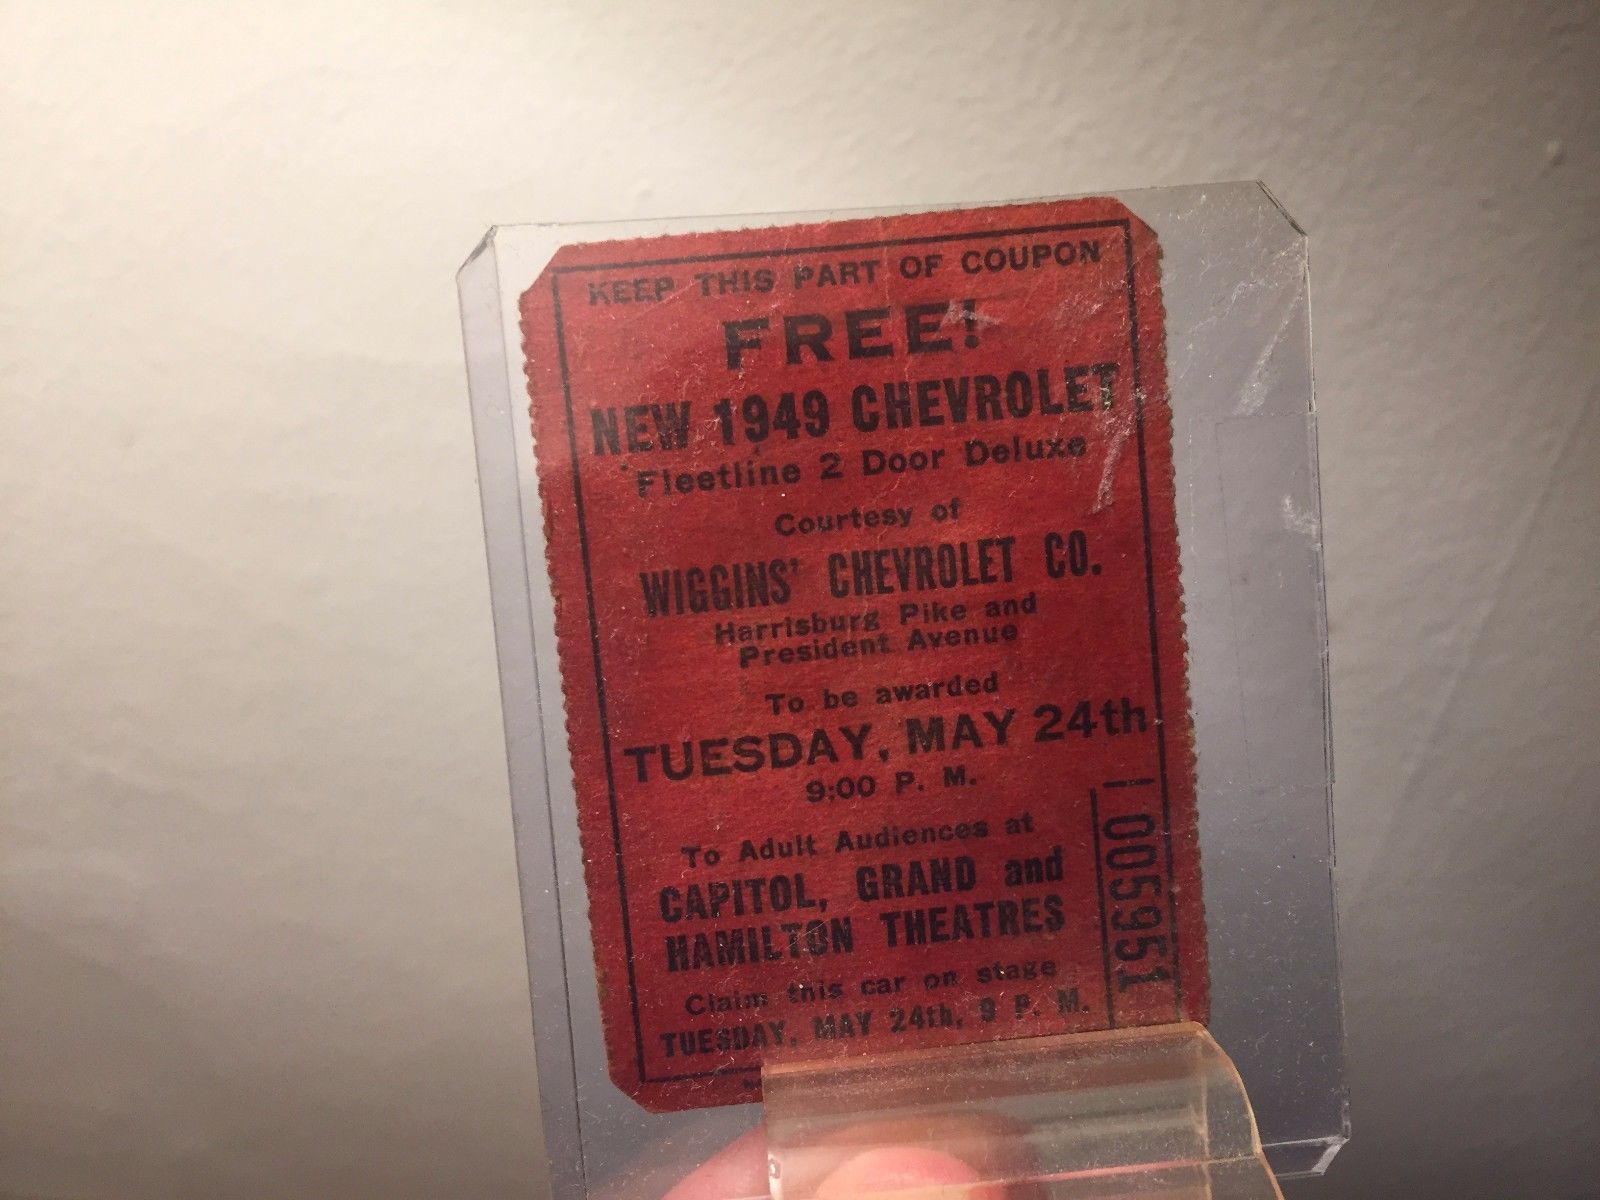 KEEP THIS PART OF COUPON
FREE!
NEW 1949 CHEVROLET
Fleetline 2 Door Deluxe
Courtesy of
WIGGINS' CHEVROLET CO.
Harrisburg Pike and
President Avenue
To be awarded
TUESDAY, MAY 24th
9:00 P. M.
To Adult Audiences at
CAPITOL, GRAND and
HAMILTON THEATRES
Claim this car on stage
TUESDAY, MAY 24th, 9 P. M.
005951